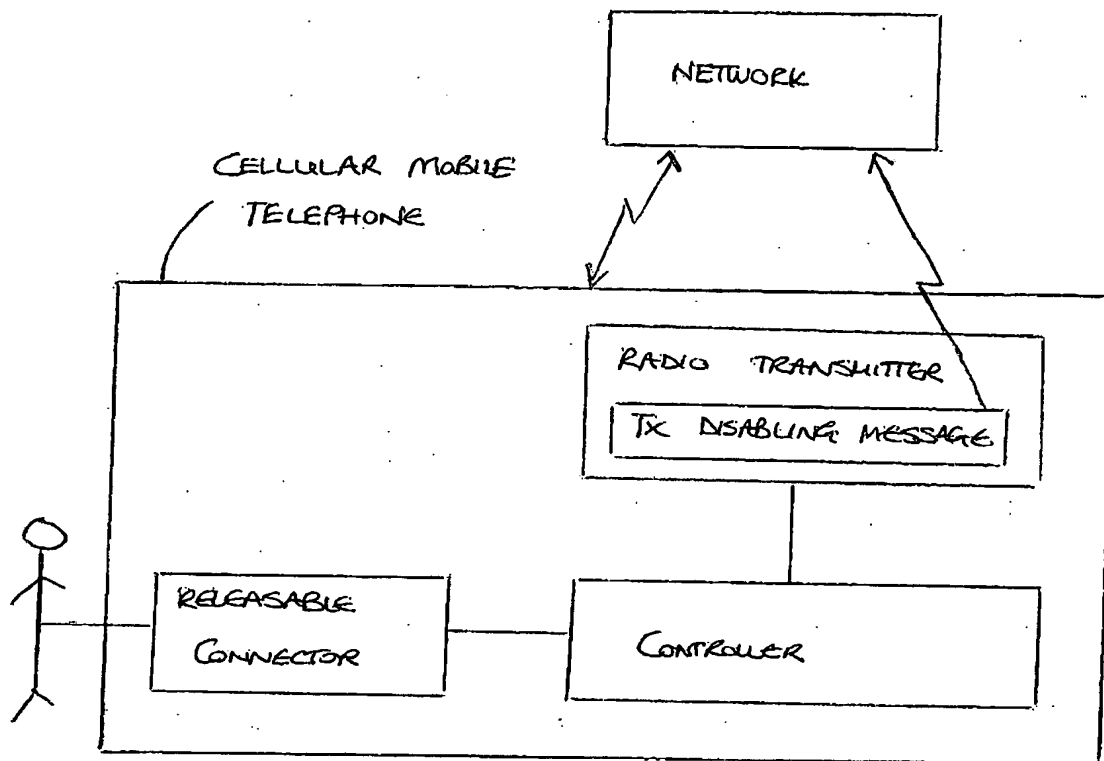 NETWORK
CELLULAR MOBILE
TELEPHONE
RADIO TRANSMITTER
TX DISABLING MESSAGE
RELEASABLE
CONNECTOR
CONTROLLER